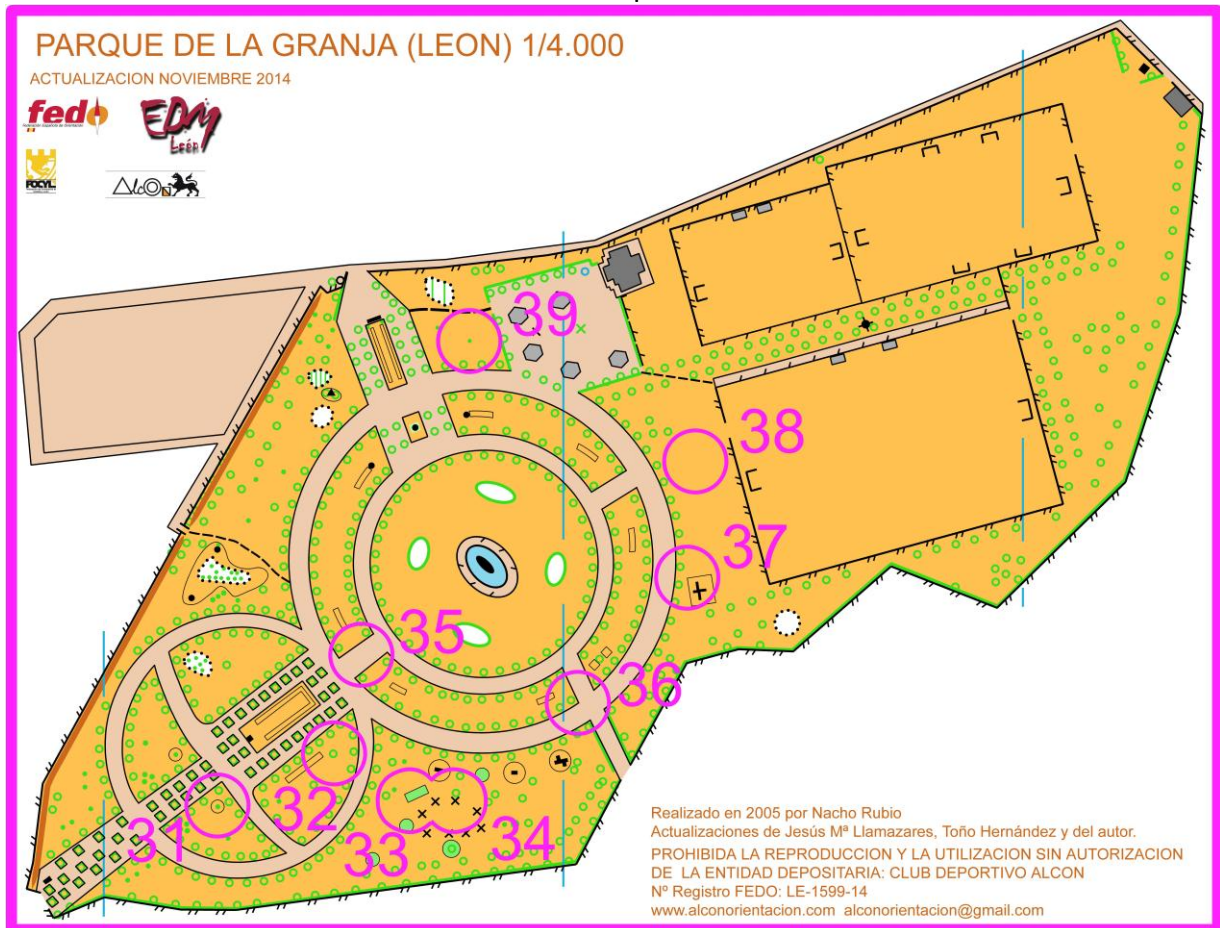 PARQUE DE LA GRANJA (LEON) 1/4.000
ACTUALIZACION NOVIEMBRE 2014
fedo
EDM
León
FOCYL
AlcOn
39
38
37
35
36
32
31
33
34
Realizado en 2005 por Nacho Rubio
Actualizaciones de Jesús Mª Llamazares, Toño Hernández y del autor.
PROHIBIDA LA REPRODUCCION Y LA UTILIZACION SIN AUTORIZACION
DE LA ENTIDAD DEPOSITARIA: CLUB DEPORTIVO ALCON
Nº Registro FEDO: LE-1599-14
www.alconorientacion.com alconorientacion@gmail.com